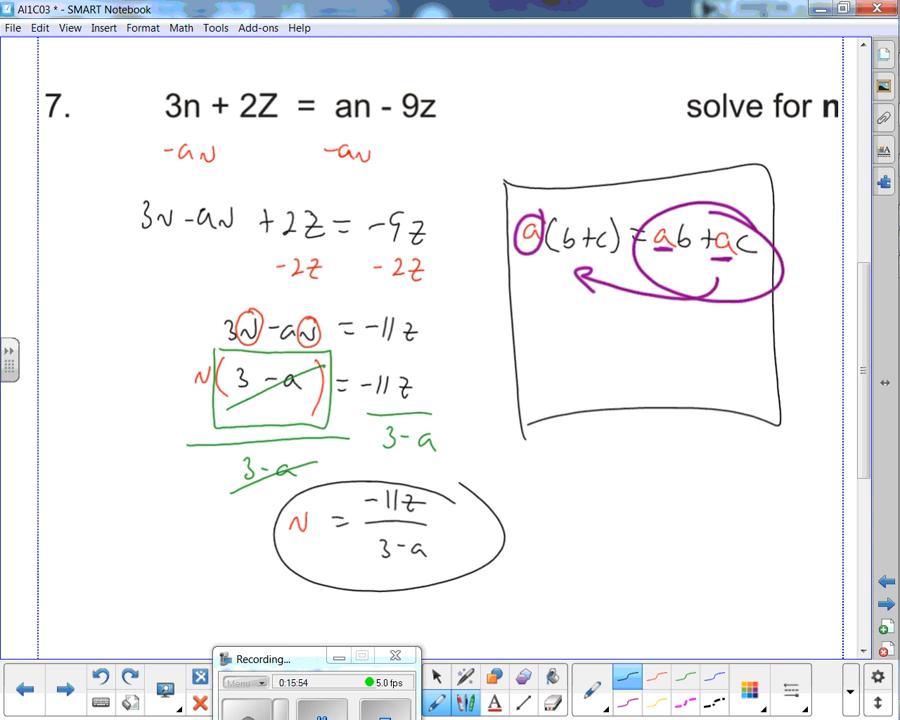 AI1C03 * - SMART Notebook
File Edit View Insert Format Math Tools Add-ons Help
7. 3n + 2Z = an - 9z solve for n
-an -an
3n - an + 2z = -9z
-2z -2z
3n - an = -11z
n(3 - a) = -11z
3-a 3-a
n = -11z / 3-a
a(b+c) = ab + ac
Recording...
Menu 0:15:54 5.0 fps